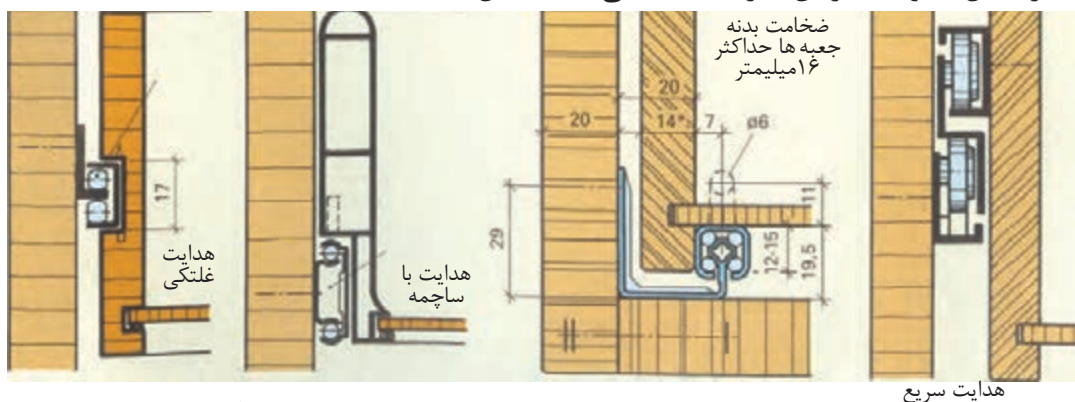 ضخامت بدنه
جعبه ها حداکثر
۱۶میلیمتر
20
20
14*
7
ø6
11
29
12-15
19,5
17
هدایت
غلتکی
هدایت با
ساچمه
هدایت سریع